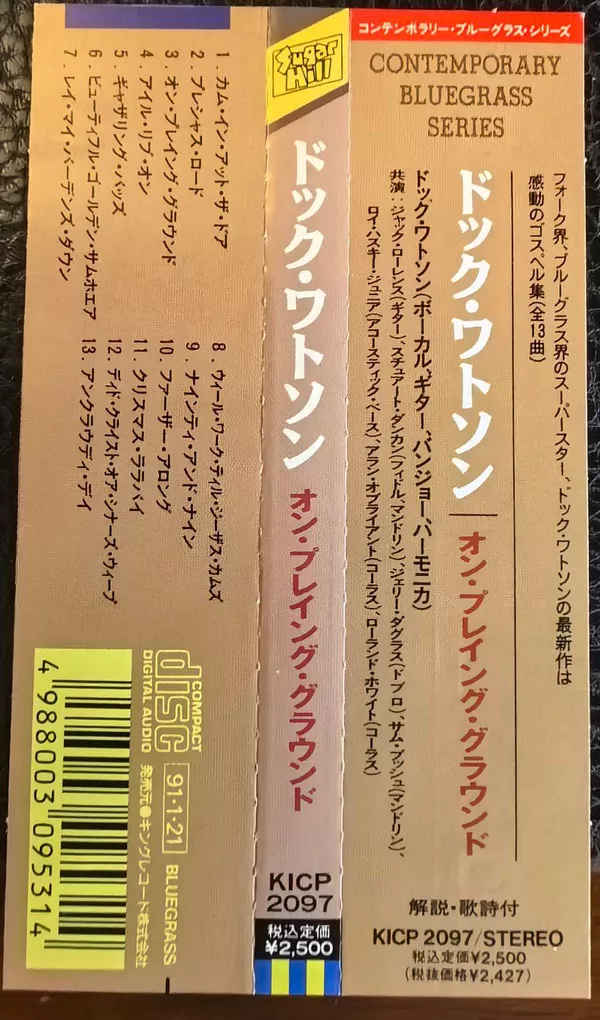 コンテンポラリー・ブルーグラス・シリーズ
CONTEMPORARY
BLUEGRASS
SERIES
フォーク界、ブルーグラス界のスーパースター、ドック・ワトソンの最新作は
感動のゴスペル集(全13曲)
ドック・ワトソン
オン・プレイング・グラウンド
ドック・ワトソン(ボーカル、ギター、バンジョー、ハーモニカ)
共演:ジャック・ローレンス(ギター)、スチュアート・ダンカン(フィドル、マンドリン)、ジェリー・ダグラス(ドブロ)、サム・ブッシュ(マンドリン)、
ロイ・ハスキー・ジュニア(アコースティック・ベース)、アラン・オブライアント(コーラス)、ローランド・ホワイト(コーラス)
解説・歌詩付
KICP 2097/STEREO
税込定価¥2,500
(税抜価格¥2,427)
Sugar
Hill
ドック・ワトソン
オン・プレイング・グラウンド
KICP
2097
税込定価
¥2,500
1. カム・イン・アット・ザ・ドア
2. プレシャス・ロード
3. オン・プレイング・グラウンド
4. アイル・リブ・オン
5. ギャザリング・バッズ
6. ビューティフル・ゴールデン・サムホエア
7. レイ・マイ・バーデンズ・ダウン
8. ウィール・ワーク・ティル・ジーザス・カムズ
9. ナインティ・アンド・ナイン
10. ファーザー・アロング
11. クリスマス・ララバイ
12. ディド・クライスト・オア・シナーズ・ウィープ
13. アンクラウディ・デイ
COMPACT
disc
DIGITAL AUDIO
91・1・21
BLUEGRASS
発売元●キングレコード株式会社
4 988003 095314